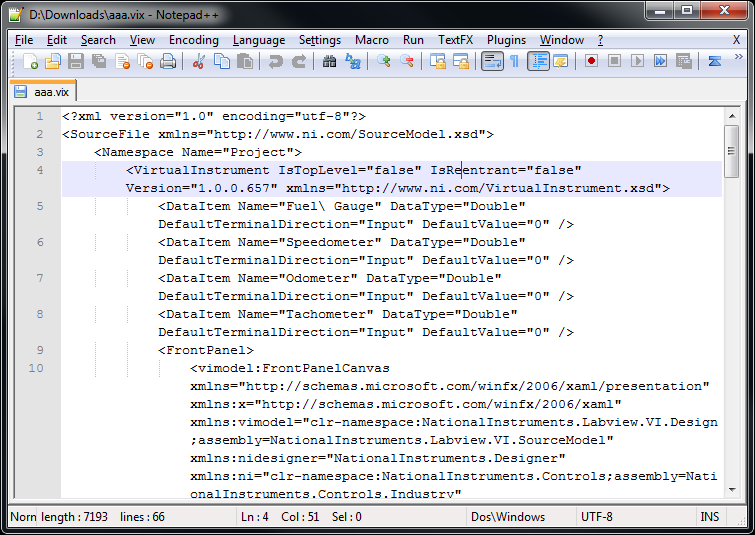 D:\Downloads\aaa.vix - Notepad++
File Edit Search View Encoding Language Settings Macro Run TextFX Plugins Window ? X
aaa.vix
1 <?xml version="1.0" encoding="utf-8"?>
2 <SourceFile xmlns="http://www.ni.com/SourceModel.xsd">
3 <Namespace Name="Project">
4 <VirtualInstrument IsTopLevel="false" IsReentrant="false"
Version="1.0.0.657" xmlns="http://www.ni.com/VirtualInstrument.xsd">
5 <DataItem Name="Fuel\ Gauge" DataType="Double"
DefaultTerminalDirection="Input" DefaultValue="0" />
6 <DataItem Name="Speedometer" DataType="Double"
DefaultTerminalDirection="Input" DefaultValue="0" />
7 <DataItem Name="Odometer" DataType="Double"
DefaultTerminalDirection="Input" DefaultValue="0" />
8 <DataItem Name="Tachometer" DataType="Double"
DefaultTerminalDirection="Input" DefaultValue="0" />
9 <FrontPanel>
10 <vimodel:FrontPanelCanvas
xmlns="http://schemas.microsoft.com/winfx/2006/xaml/presentation"
xmlns:x="http://schemas.microsoft.com/winfx/2006/xaml"
xmlns:vimodel="clr-namespace:NationalInstruments.Labview.VI.Design
;assembly=NationalInstruments.Labview.VI.SourceModel"
xmlns:nidesigner="NationalInstruments.Designer"
xmlns:ni="clr-namespace:NationalInstruments.Controls;assembly=Nati
onalInstruments.Controls.Industry"
Norn length : 7193 lines : 66 Ln : 4 Col : 51 Sel : 0 Dos\Windows UTF-8 INS